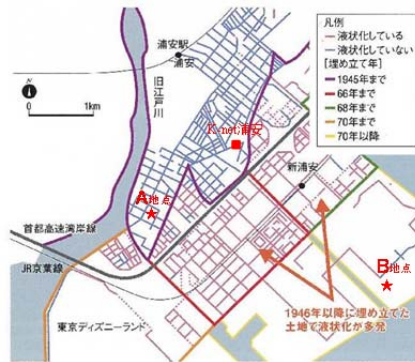 凡例
液状化している
液状化していない
[埋め立て年]
1945年まで
66年まで
68年まで
70年まで
70年以降
浦安駅
浦安
旧江戸川
0 1km
K-net浦安
新浦安
A地点
首都高速湾岸線
JR京葉線
B地点
東京ディズニーランド
1946以降に埋め立てた
土地で液状化が多発